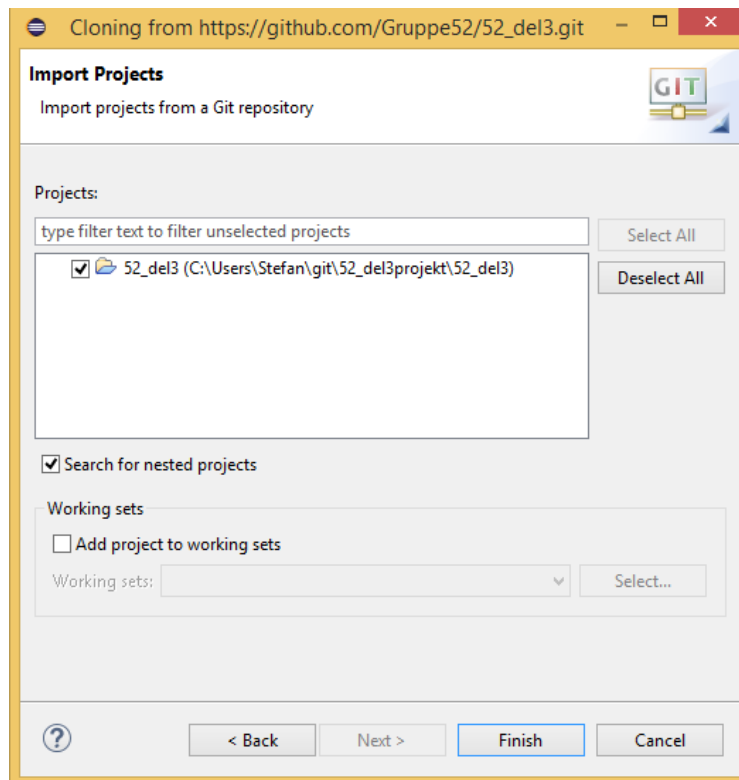 Cloning from https://github.com/Gruppe52/52_del3.git
Import Projects
Import projects from a Git repository
GIT
Projects:
type filter text to filter unselected projects
Select All
52_del3 (C:\Users\Stefan\git\52_del3projekt\52_del3)
Deselect All
Search for nested projects
Working sets
Add project to working sets
Working sets:
Select...
?
< Back
Next >
Finish
Cancel